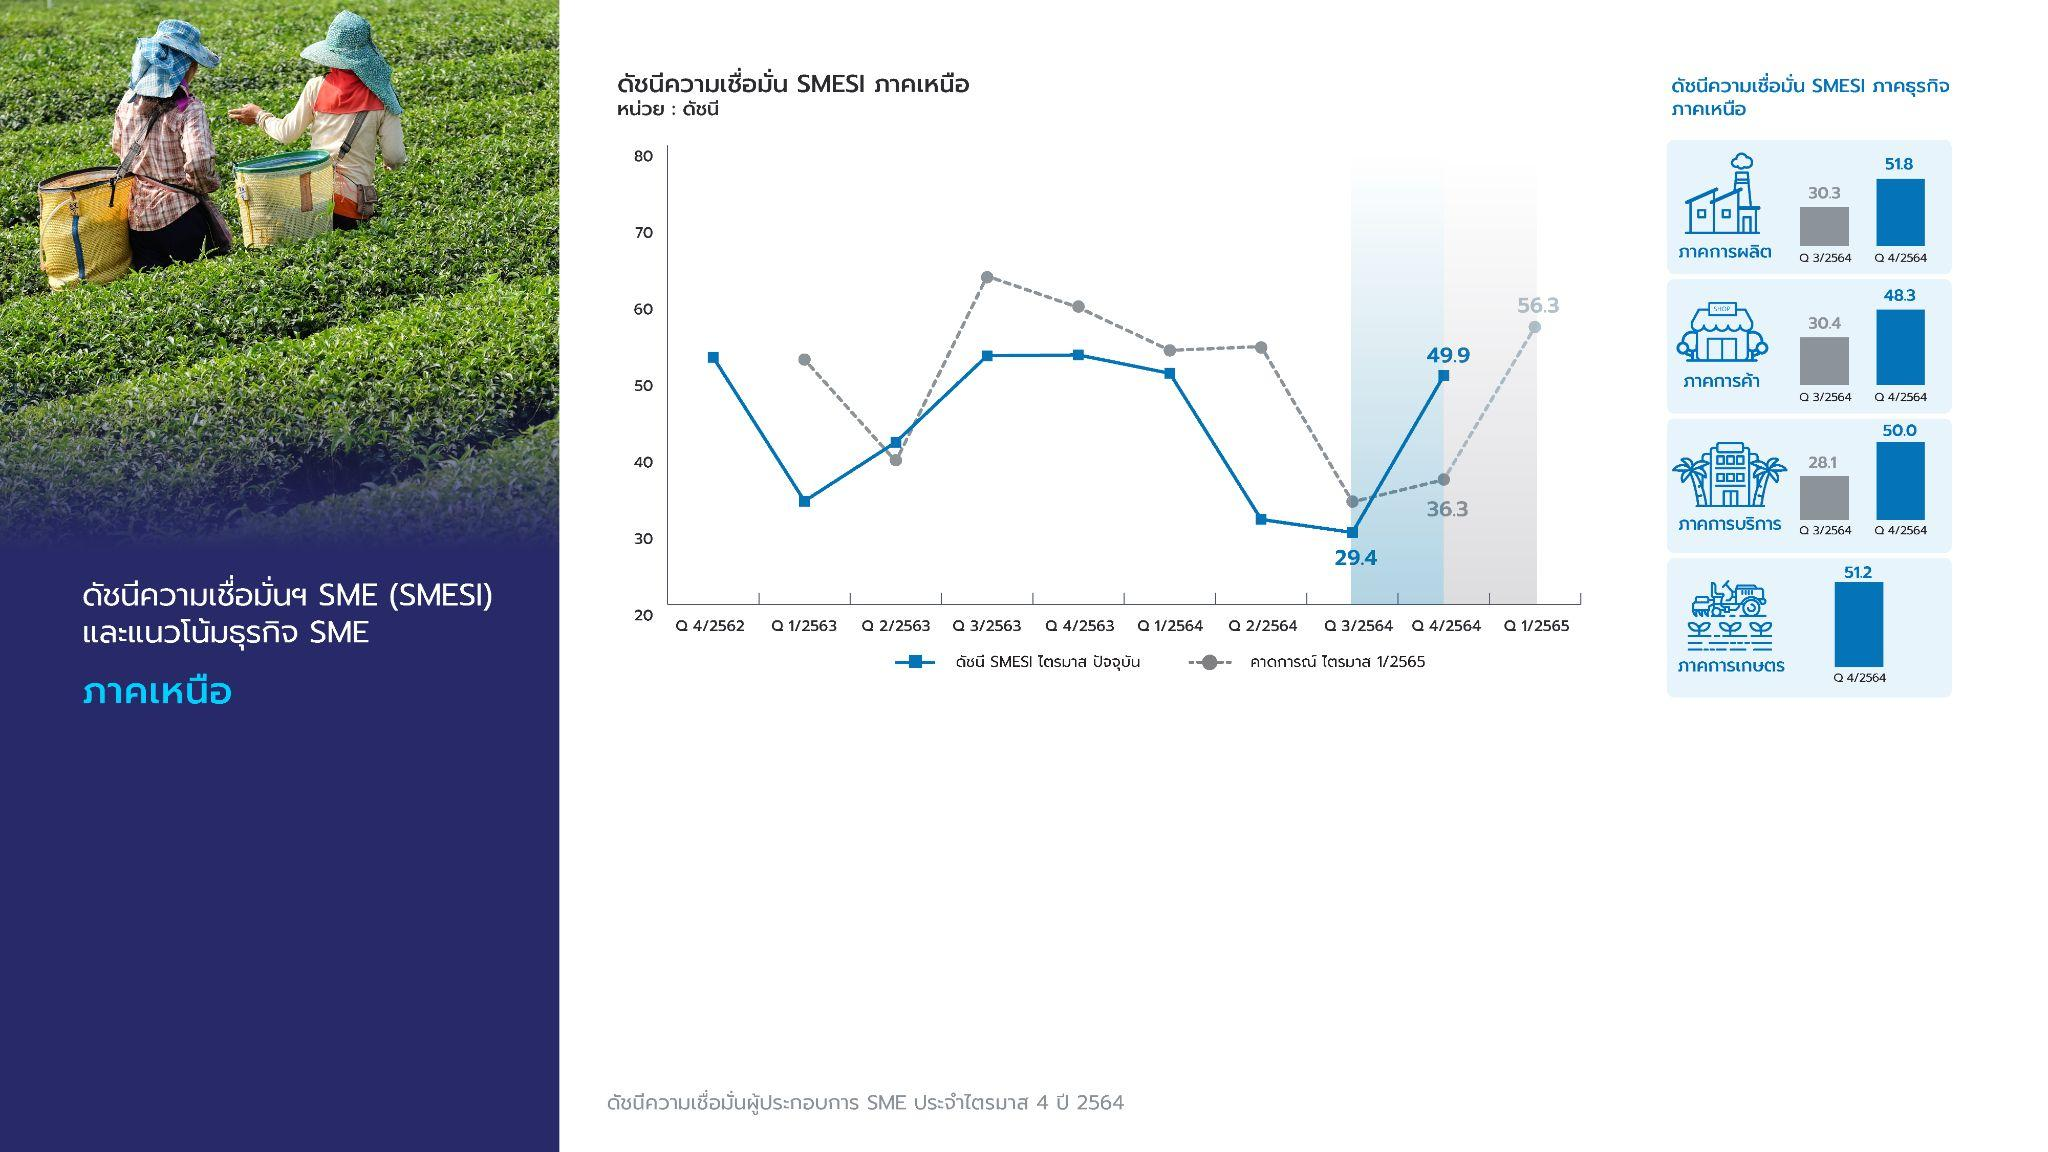 ดัชนีความเชื่อมั่นฯ SME (SMESI)
และแนวโน้มธุรกิจ SME
ภาคเหนือ
ดัชนีความเชื่อมั่น SMESI ภาคเหนือ
หน่วย : ดัชนี
80
70
60
50
40
30
20
56.3
49.9
36.3
29.4
Q 4/2562 Q 1/2563 Q 2/2563 Q 3/2563 Q 4/2563 Q 1/2564 Q 2/2564 Q 3/2564 Q 4/2564 Q 1/2565
ดัชนี SMESI ไตรมาส ปัจจุบัน คาดการณ์ ไตรมาส 1/2565
ดัชนีความเชื่อมั่น SMESI ภาคธุรกิจ
ภาคเหนือ
51.8
30.3
ภาคการผลิต
Q 3/2564 Q 4/2564
48.3
SHOP
30.4
ภาคการค้า
Q 3/2564 Q 4/2564
50.0
28.1
ภาคการบริการ
Q 3/2564 Q 4/2564
51.2
ภาคการเกษตร
Q 4/2564
ดัชนีความเชื่อมั่นผู้ประกอบการ SME ประจำไตรมาส 4 ปี 2564